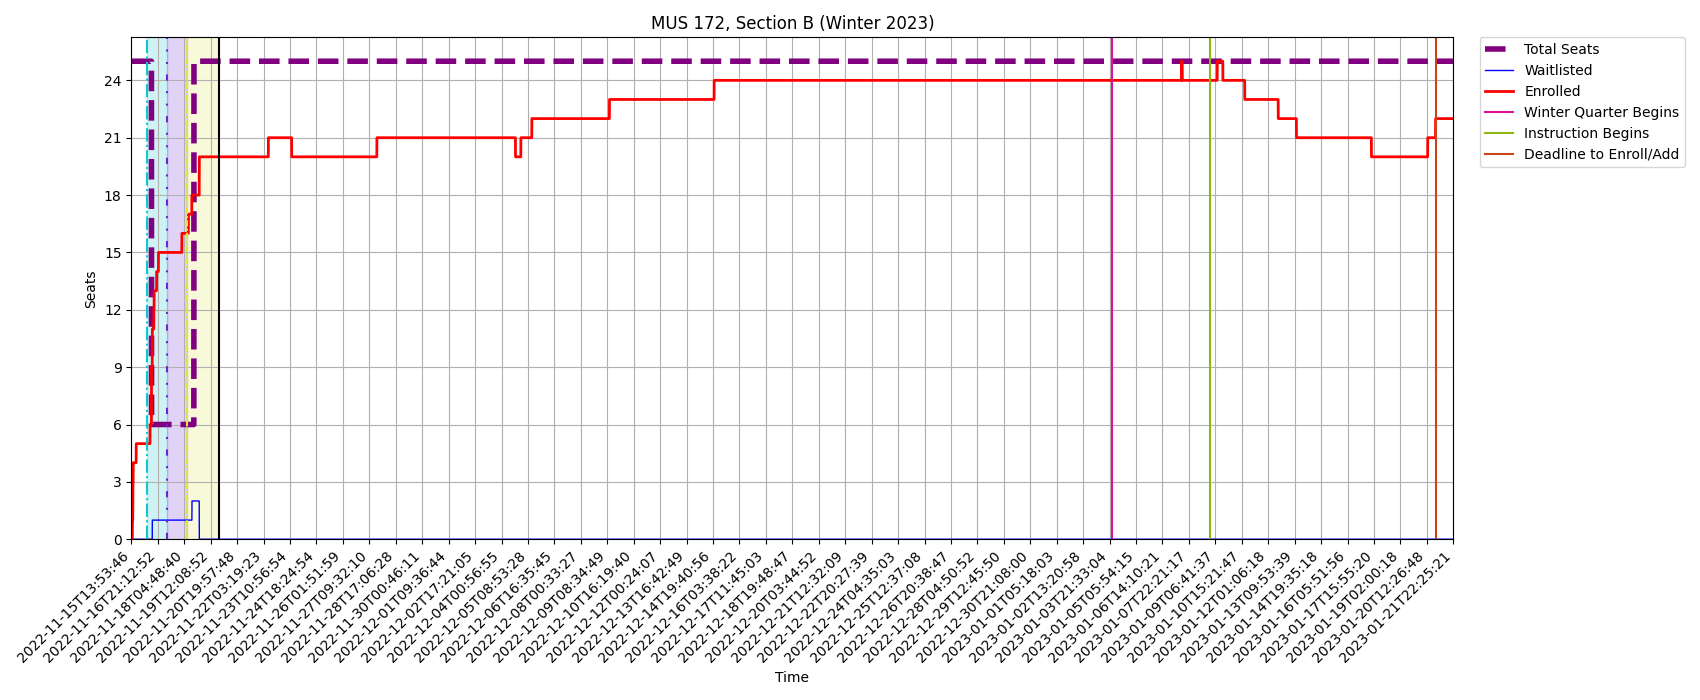 MUS 172, Section B (Winter 2023)
Total Seats
Waitlisted
Enrolled
Winter Quarter Begins
Instruction Begins
Deadline to Enroll/Add
Seats
24
21
18
15
12
9
6
3
0
2022-11-15T13:53:46
2022-11-16T21:12:52
2022-11-18T04:48:40
2022-11-19T12:08:52
2022-11-20T19:57:48
2022-11-22T03:19:23
2022-11-23T10:56:54
2022-11-24T18:24:54
2022-11-26T01:51:59
2022-11-27T09:32:10
2022-11-28T17:06:28
2022-11-30T00:46:11
2022-12-01T09:36:44
2022-12-02T17:21:05
2022-12-04T00:56:55
2022-12-05T08:53:28
2022-12-06T16:35:45
2022-12-08T00:33:27
2022-12-09T08:34:49
2022-12-10T16:19:40
2022-12-12T00:24:07
2022-12-13T16:42:49
2022-12-14T19:40:56
2022-12-16T03:38:22
2022-12-17T11:45:03
2022-12-18T19:48:47
2022-12-20T03:44:52
2022-12-21T12:32:09
2022-12-22T20:27:39
2022-12-24T04:35:03
2022-12-25T12:37:08
2022-12-26T20:38:47
2022-12-28T04:50:52
2022-12-29T12:45:50
2022-12-30T21:08:00
2023-01-01T05:18:03
2023-01-02T13:20:58
2023-01-03T21:33:04
2023-01-05T05:54:15
2023-01-06T14:10:21
2023-01-07T22:21:17
2023-01-09T06:41:37
2023-01-10T15:21:47
2023-01-12T01:06:18
2023-01-13T09:53:39
2023-01-14T19:35:18
2023-01-16T05:51:56
2023-01-17T15:55:20
2023-01-19T02:00:18
2023-01-20T12:26:48
2023-01-21T22:25:21
Time